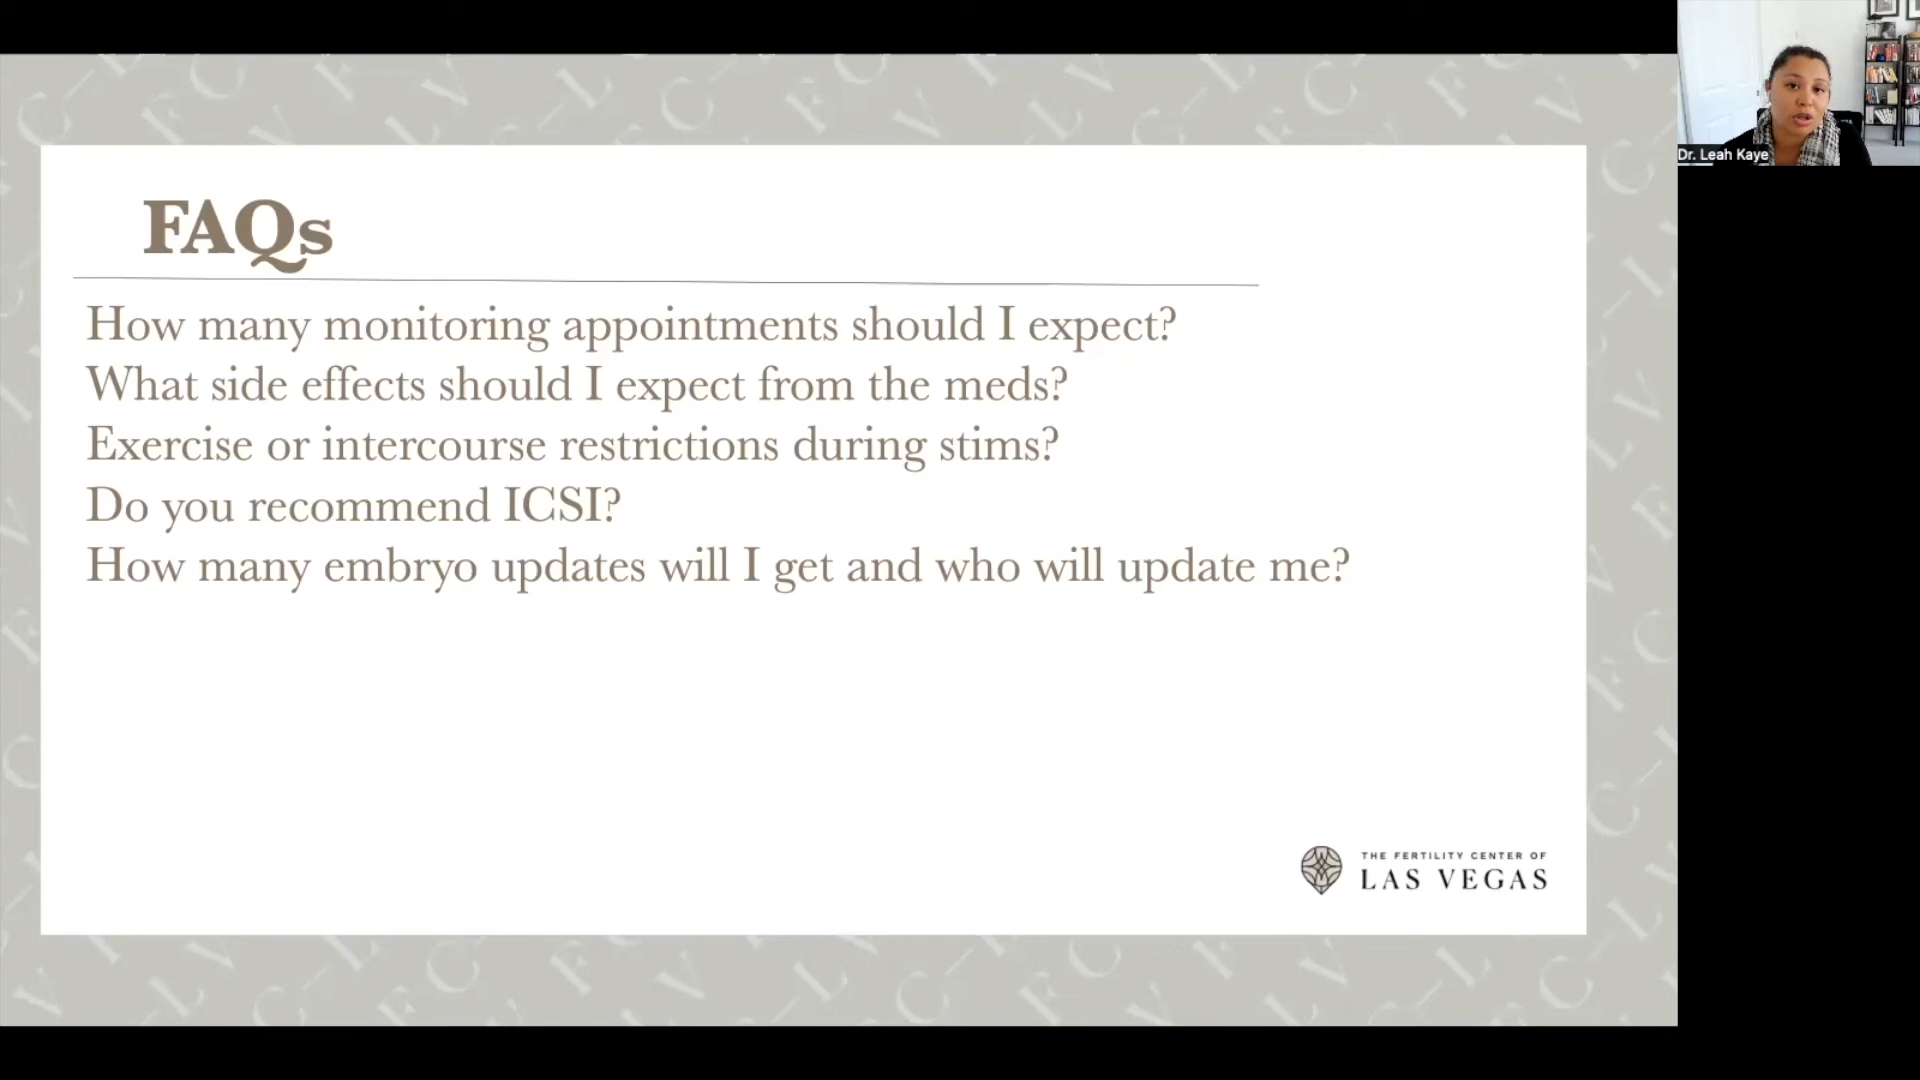 FAQs
How many monitoring appointments should I expect?
What side effects should I expect from the meds?
Exercise or intercourse restrictions during stims?
Do you recommend ICSI?
How many embryo updates will I get and who will update me?
THE FERTILITY CENTER OF
LAS VEGAS
Dr. Leah Kaye